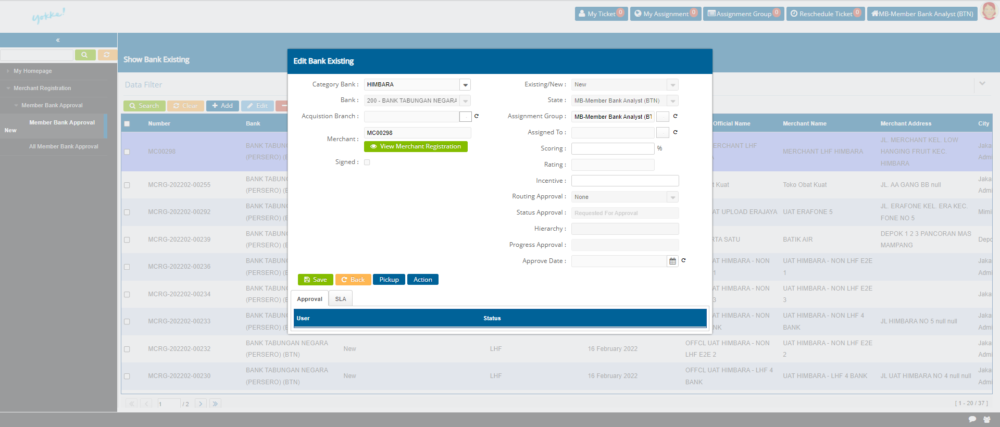 yokke!
My Ticket 0
My Assignment 0
Assignment Group 0
Reschedule Ticket 0
MB-Member Bank Analyst (BTN)
My Homepage
Merchant Registration
Member Bank Approval
Member Bank Approval
New
All Member Bank Approval
Show Bank Existing
Data Filter
Search
Clear
Add
Edit
Number
Bank
Official Name
Merchant Name
Merchant Address
City
MC00298
BANK TABUN
(PERSERO) (E
ERCHANT LHF
MERCHANT LHF HIMBARA
JL. MERCHANT KEL. LOW
HANGING FRUIT KEC.
HIMBARA
Jaka
Admi
MCRG-202202-00255
BANK TABUN
(PERSERO) (E
t Kuat
Toko Obat Kuat
JL. AA GANG BB null
Jaka
Admi
MCRG-202202-00292
BANK TABUN
(PERSERO) (E
AT UPLOAD ERAJAYA
UAT ERAFONE 5
JL. ERAFONE KEL. ERA KEC.
FONE NO 5
Mimi
MCRG-202202-00239
BANK TABUN
(PERSERO) (E
RTA SATU
BATIK AIR
DEPOK 1 2 3 PANCORAN MAS
MAMPANG
Depo
MCRG-202202-00236
BANK TABUN
(PERSERO) (E
AT HIMBARA - NON
1
UAT HIMBARA - NON LHF E2E
1
Jaka
Admi
MCRG-202202-00234
BANK TABUN
(PERSERO) (E
AT HIMBARA - NON
3
UAT HIMBARA - NON LHF E2E
3
Jaka
MCRG-202202-00233
BANK TABUN
(PERSERO) (E
AT HIMBARA - NON
NK
UAT HIMBARA - NON LHF 4
BANK
JL HIMBARA NO 5 null null
Jaka
Admi
MCRG-202202-00232
BANK TABUNGAN NEGARA
(PERSERO) (BTN)
New
LHF
16 February 2022
OFFCL UAT HIMBARA - NON
LHF E2E 2
UAT HIMBARA - NON LHF E2E
2
Jaka
Admi
MCRG-202202-00230
BANK TABUNGAN NEGARA
(PERSERO) (BTN)
New
LHF
16 February 2022
OFFCL UAT HIMBARA - LHF 4
BANK
UAT HIMBARA - LHF 4 BANK
JL UAT HIMBARA NO 4 null null
Jaka
Admi
1 / 2
[ 1 - 20 / 37 ]
Edit Bank Existing
Category Bank : HIMBARA
Bank : 200 - BANK TABUNGAN NEGARA
Acquistion Branch :
Merchant : MC00298
View Merchant Registration
Signed :
Existing/New : New
State : MB-Member Bank Analyst (BTN)
Assignment Group : MB-Member Bank Analyst (BT
Assigned To :
Scoring : %
Rating :
Incentive :
Routing Approval : None
Status Approval : Requested For Approval
Hierarchy :
Progress Approval :
Approve Date :
Save
Back
Pickup
Action
Approval
SLA
User
Status